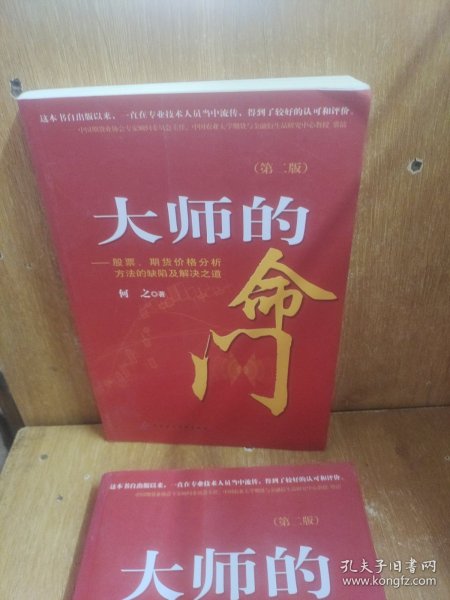 这本书自出版以来，一直在专业技术人员当中流传，得到了较好的认可和评价。
（第二版）
大师的
命门
——股票、期货价格分析
方法的缺陷及解决之道
何 之◎著
这本书自出版以来，一直在专业技术人员当中流传，得到了较好的认可和评价。
（第二版）
大师的
孔夫子旧书网
www.kongfz.com